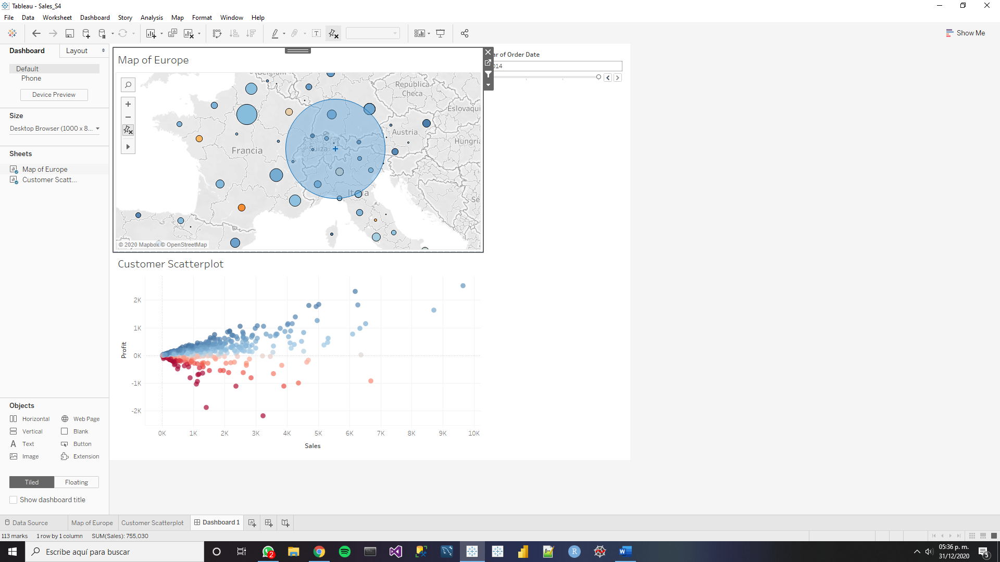 Tableau - Sales_S4
File Data Worksheet Dashboard Story Analysis Map Format Window Help
Show Me
Dashboard Layout
Default
Phone
Device Preview
Size
Desktop Browser (1000 x 8...
Sheets
Map of Europe
Customer Scatt...
Objects
Horizontal Web Page
Vertical Blank
Text Button
Image Extension
Tiled Floating
Show dashboard title
Map of Europe
República
Checa
Eslovaqui
Austria
Hungría
Francia
Suiza
Italia
Se
© 2020 Mapbox © OpenStreetMap
ar of Order Date
014
Customer Scatterplot
Profit
2K
1K
0K
-1K
-2K
0K 1K 2K 3K 4K 5K 6K 7K 8K 9K 10K
Sales
Data Source Map of Europe Customer Scatterplot Dashboard 1
113 marks 1 row by 1 column SUM(Sales): 755,030
Escribe aquí para buscar
2
R
05:36 p. m.
31/12/2020
5